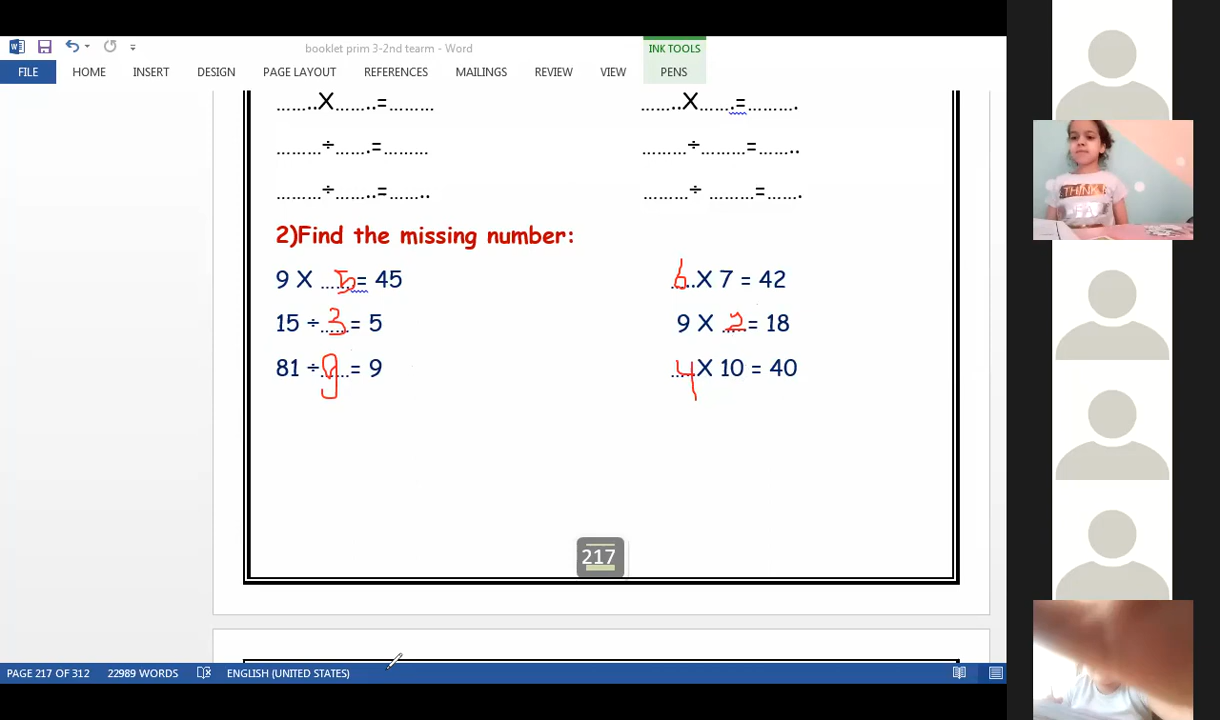 booklet prim 3-2nd tearm - Word
INK TOOLS
FILE HOME INSERT DESIGN PAGE LAYOUT REFERENCES MAILINGS REVIEW VIEW PENS
……..X……..=……… ……..X…….=……….
………÷…….=……… ………÷………=……..
………÷……..=…….. ………÷ ………=…….
2)Find the missing number:
9 X ...5...= 45 ..6...X 7 = 42
15 ÷...3...= 5 9 X ...2...= 18
81 ÷...9...= 9 ...4...X 10 = 40
217
PAGE 217 OF 312 22989 WORDS ENGLISH (UNITED STATES)
THINK